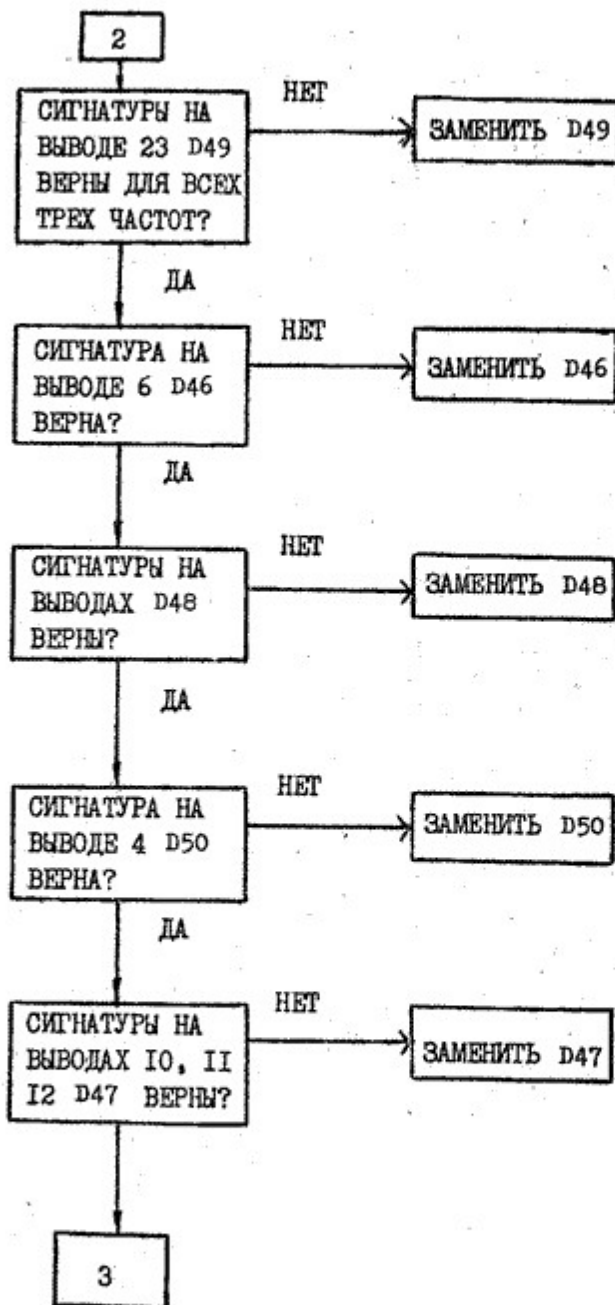 2
СИГНАТУРЫ НА
ВЫВОДЕ 23 D49
ВЕРНЫ ДЛЯ ВСЕХ
ТРЕХ ЧАСТОТ?
НЕТ
ЗАМЕНИТЬ D49
ДА
СИГНАТУРА НА
ВЫВОДЕ 6 D46
ВЕРНА?
НЕТ
ЗАМЕНИТЬ D46
ДА
СИГНАТУРЫ НА
ВЫВОДАХ D48
ВЕРНЫ?
НЕТ
ЗАМЕНИТЬ D48
ДА
СИГНАТУРА НА
ВЫВОДЕ 4 D50
ВЕРНА?
НЕТ
ЗАМЕНИТЬ D50
ДА
СИГНАТУРЫ НА
ВЫВОДАХ I0, II
I2 D47 ВЕРНЫ?
НЕТ
ЗАМЕНИТЬ D47
3